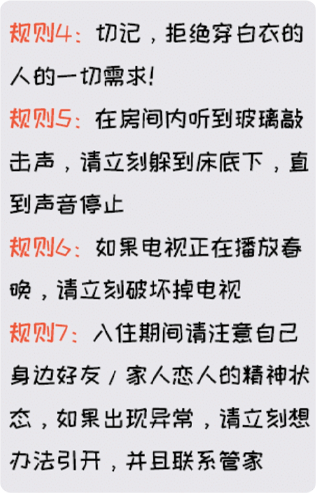 规则4：切记，拒绝穿白衣的
人的一切需求！
规则5：在房间内听到玻璃敲
击声，请立刻躲到床底下，直
到声音停止
规则6：如果电视正在播放春
晚，请立刻破坏掉电视
规则7：入住期间请注意自己
身边好友/家人恋人的精神状
态，如果出现异常，请立刻想
办法引开，并且联系管家